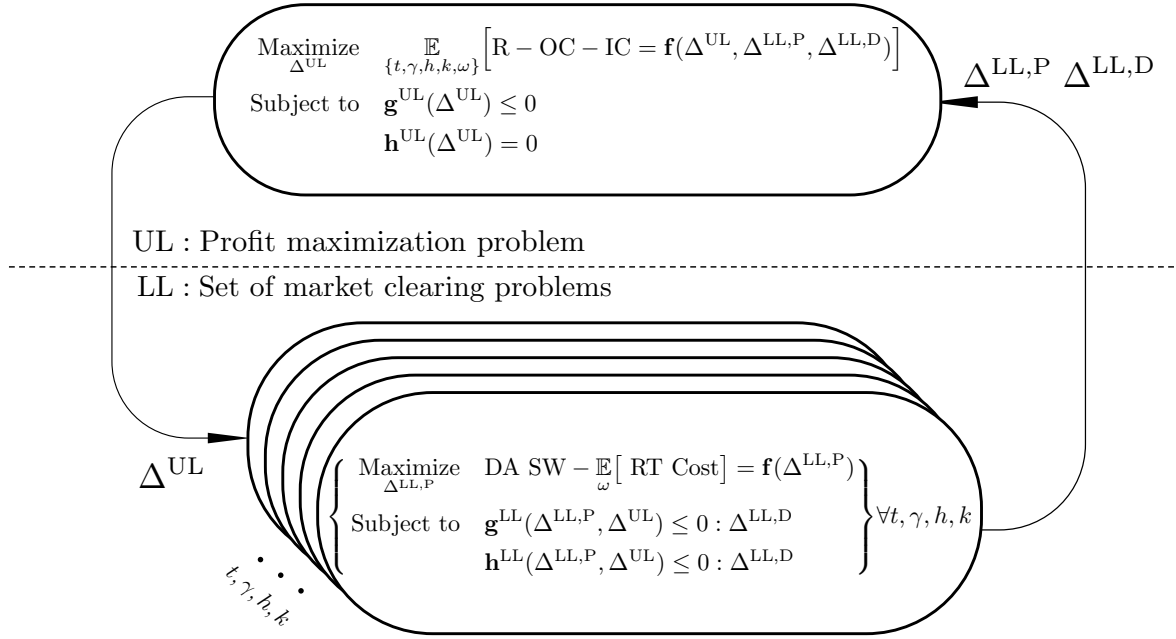 Maximize 𝔼 [R − OC − IC = f(Δ^UL, Δ^LL,P, Δ^LL,D)]
Δ^UL {t,γ,h,k,ω}
Subject to g^UL(Δ^UL) ≤ 0
h^UL(Δ^UL) = 0
Δ^LL,P Δ^LL,D
UL : Profit maximization problem
LL : Set of market clearing problems
Δ^UL
Maximize DA SW − 𝔼[ RT Cost] = f(Δ^LL,P)
Δ^LL,P ω
Subject to g^LL(Δ^LL,P, Δ^UL) ≤ 0 : Δ^LL,D
∀t, γ, h, k
h^LL(Δ^LL,P, Δ^UL) ≤ 0 : Δ^LL,D
t, γ, h, k